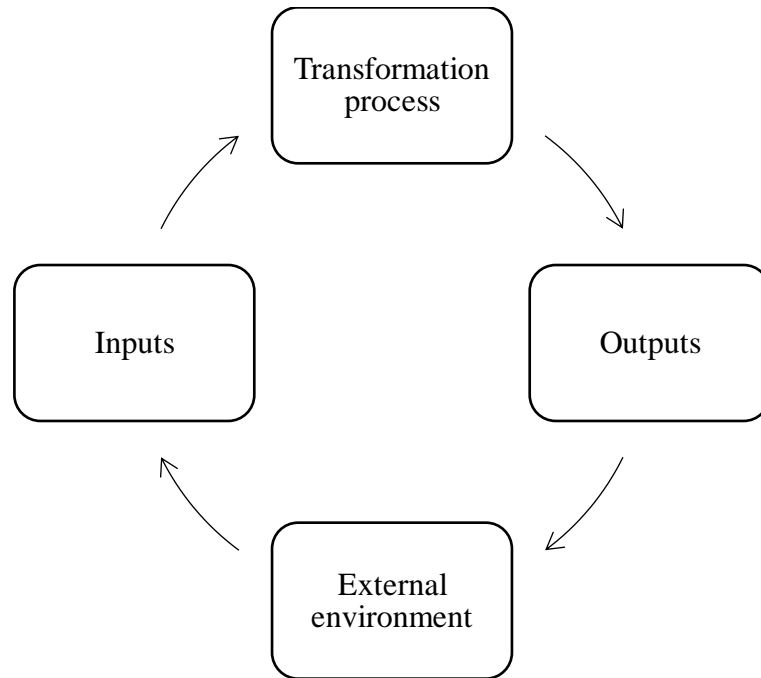 Transformation
process
Inputs
Outputs
External
environment